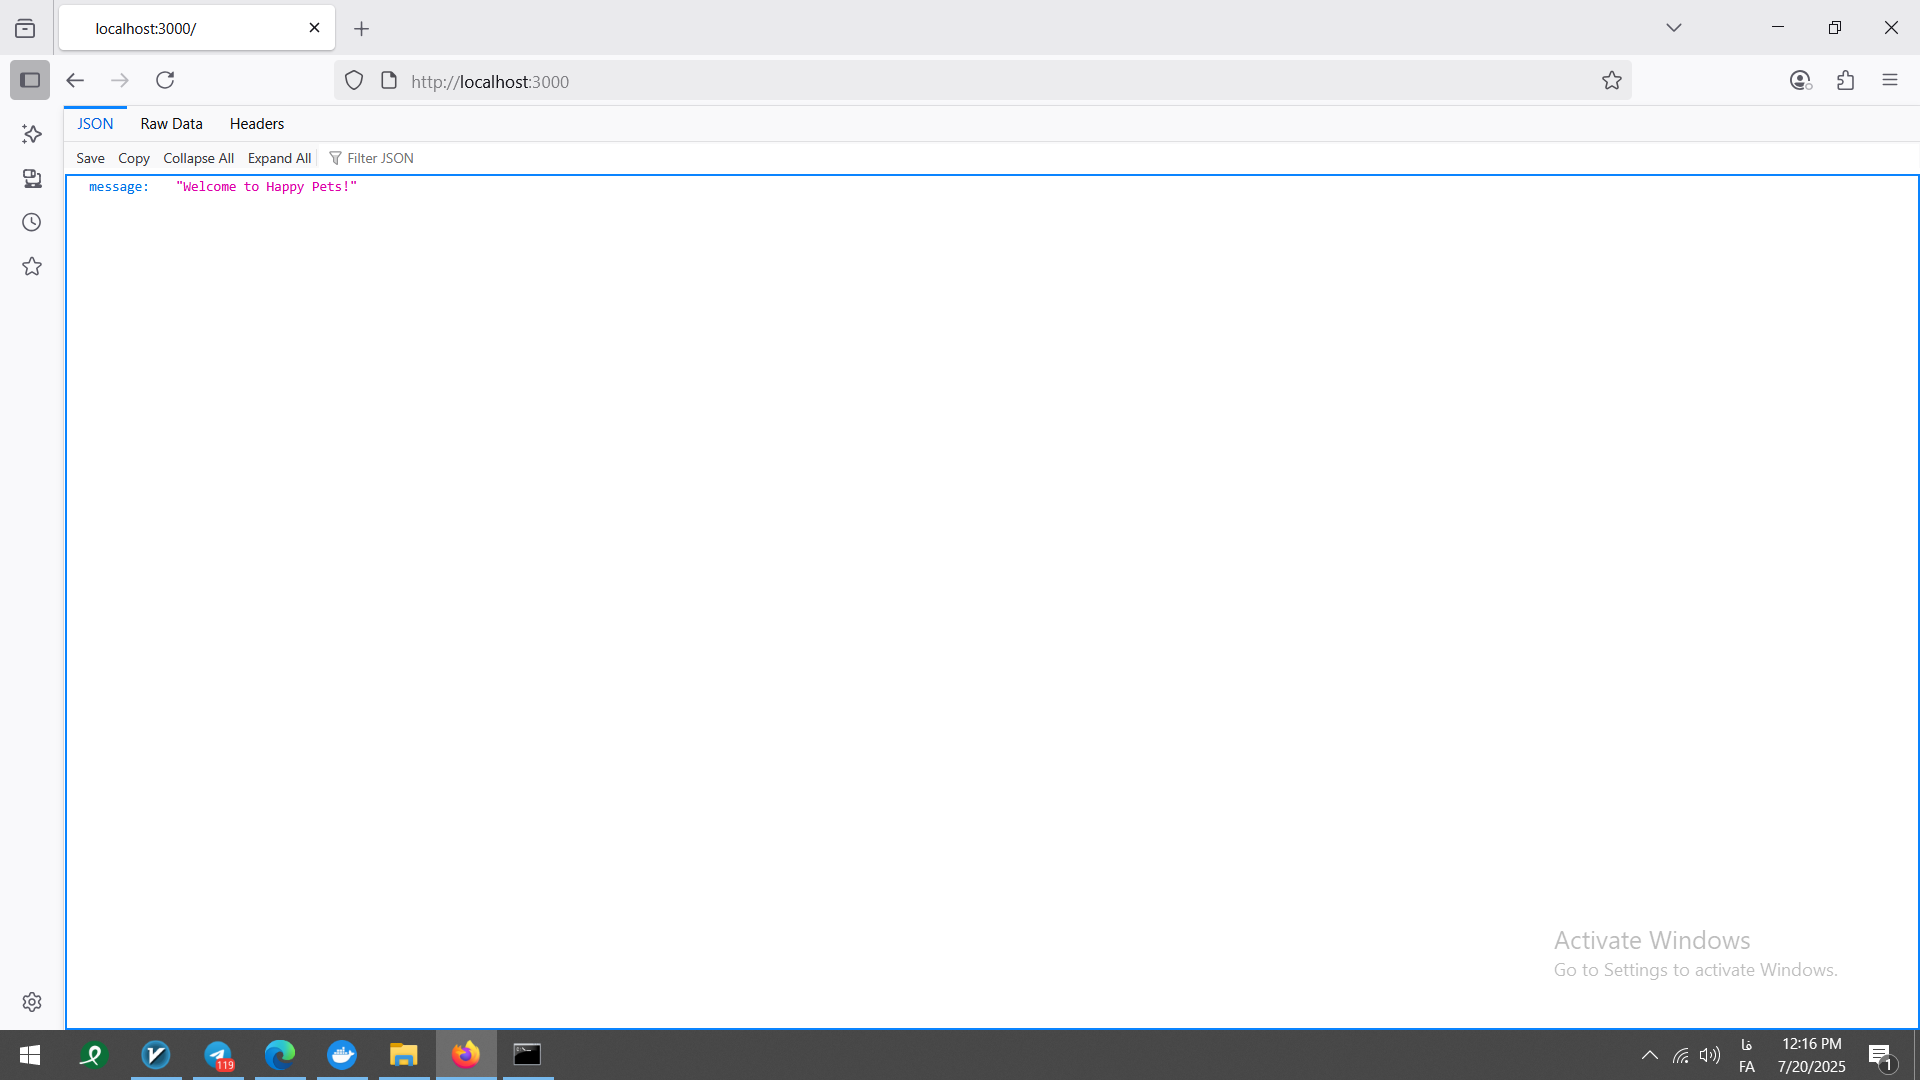 localhost:3000/
http://localhost:3000
JSON Raw Data Headers
Save Copy Collapse All Expand All Filter JSON
message: "Welcome to Happy Pets!"
Activate Windows
Go to Settings to activate Windows.
119
فا
FA
12:16 PM
7/20/2025
1